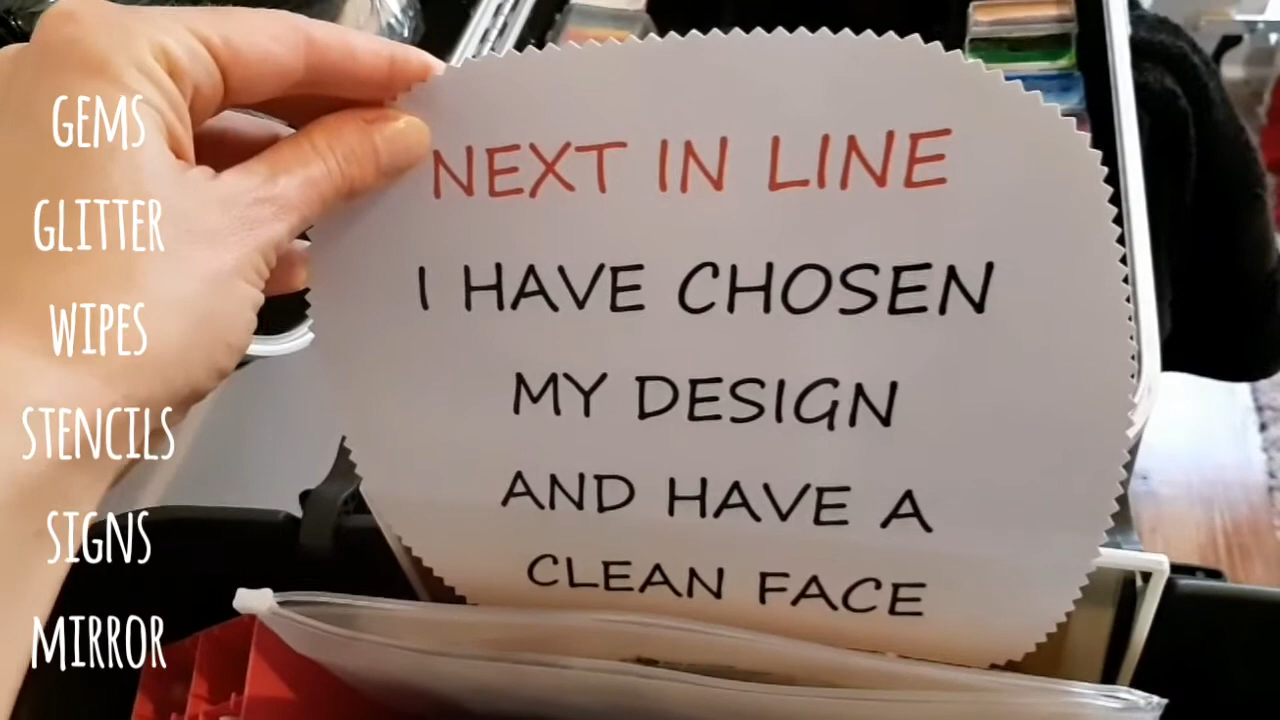 GEMS
GLITTER
WIPES
STENCILS
SIGNS
MIRROR
NEXT IN LINE
I HAVE CHOSEN
MY DESIGN
AND HAVE A
CLEAN FACE